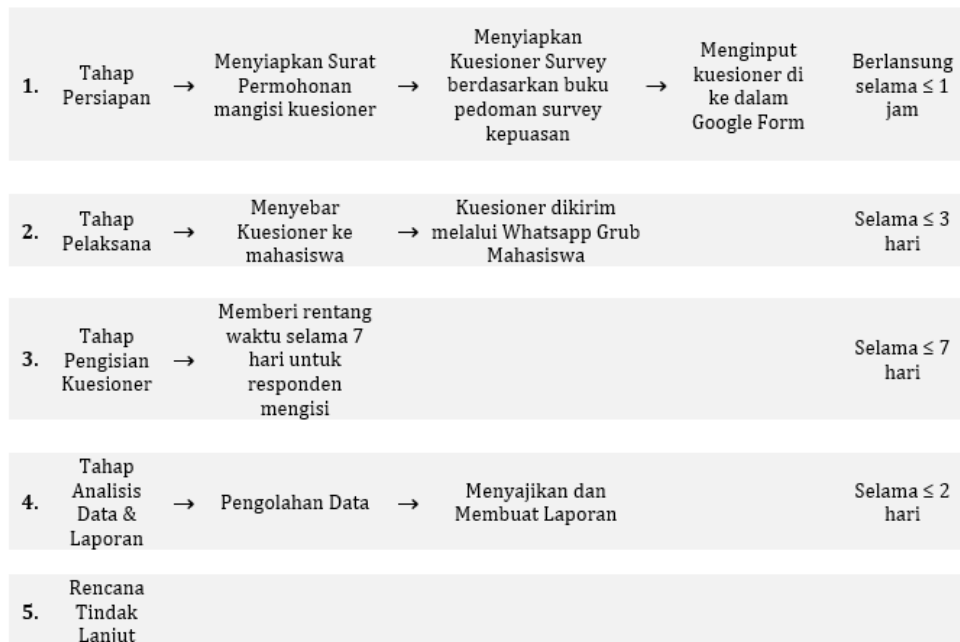 1.
Tahap
Persiapan
→
Menyiapkan Surat
Permohonan
mangisi kuesioner
→
Menyiapkan
Kuesioner Survey
berdasarkan buku
pedoman survey
kepuasan
→
Menginput
kuesioner di
ke dalam
Google Form
Berlansung
selama ≤ 1
jam
2.
Tahap
Pelaksana
→
Menyebar
Kuesioner ke
mahasiswa
→
Kuesioner dikirim
melalui Whatsapp Grub
Mahasiswa
Selama ≤ 3
hari
3.
Tahap
Pengisian
Kuesioner
→
Memberi rentang
waktu selama 7
hari untuk
responden
mengisi
Selama ≤ 7
hari
4.
Tahap
Analisis
Data &
Laporan
→
Pengolahan Data
→
Menyajikan dan
Membuat Laporan
Selama ≤ 2
hari
5.
Rencana
Tindak
Lanjut